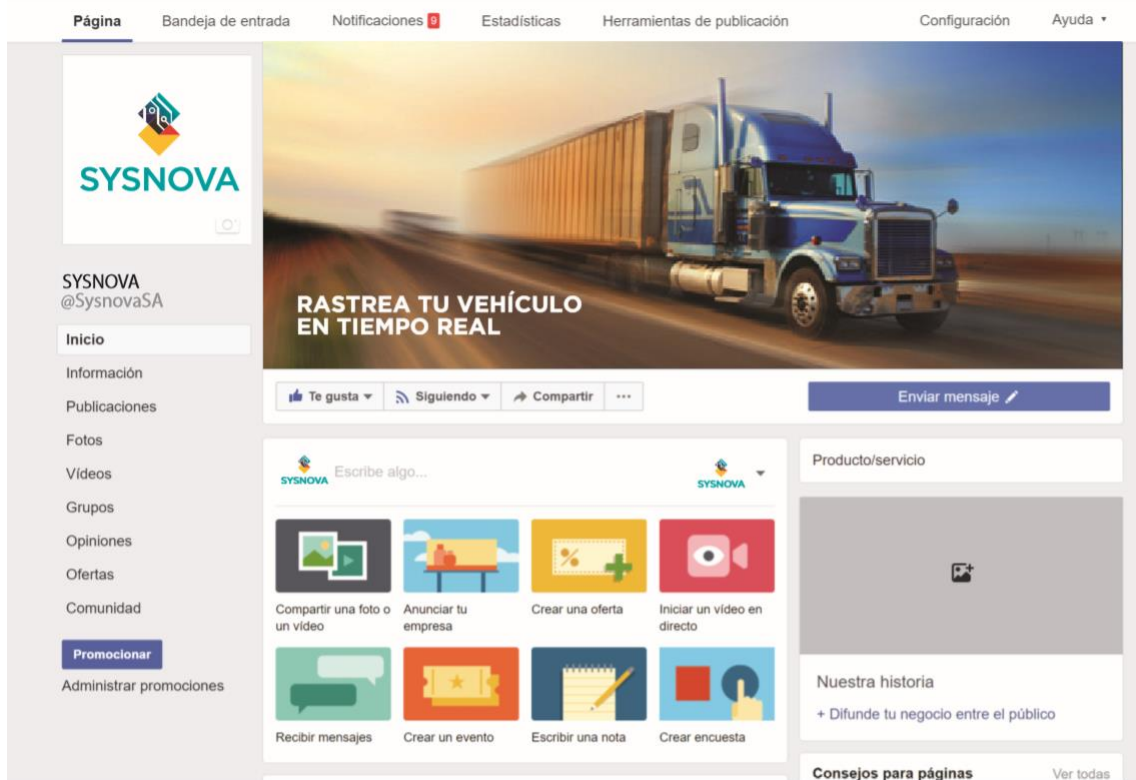 Página Bandeja de entrada Notificaciones 9 Estadísticas Herramientas de publicación Configuración Ayuda
SYSNOVA
SYSNOVA
@SysnovaSA
Inicio
Información
Publicaciones
Fotos
Vídeos
Grupos
Opiniones
Ofertas
Comunidad
Promocionar
Administrar promociones
RASTREA TU VEHÍCULO
EN TIEMPO REAL
Te gusta Siguiendo Compartir ...
Enviar mensaje
SYSNOVA Escribe algo... SYSNOVA
Compartir una foto o
un vídeo
Anunciar tu
empresa
Crear una oferta
Iniciar un vídeo en
directo
Recibir mensajes
Crear un evento
Escribir una nota
Crear encuesta
Producto/servicio
Nuestra historia
+ Difunde tu negocio entre el público
Consejos para páginas Ver todas